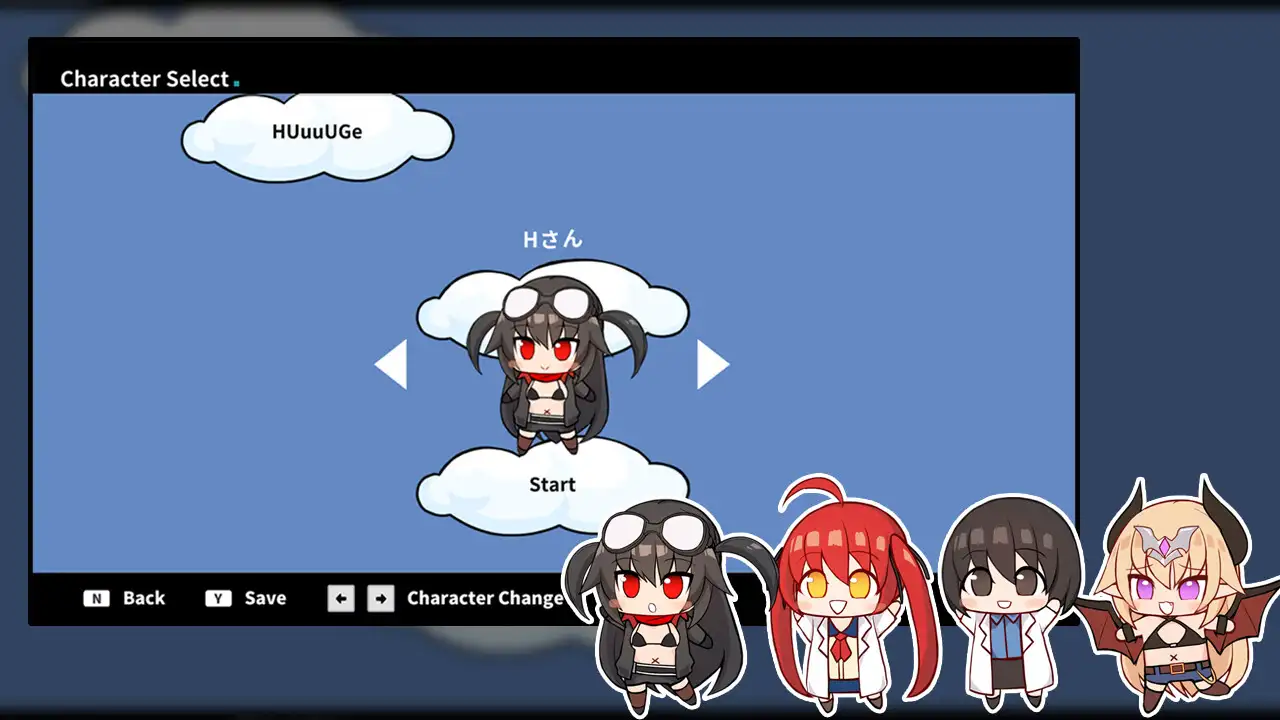 Character Select.
HUuuUGe
Hさん
Start
N Back Y Save ← → Character Change